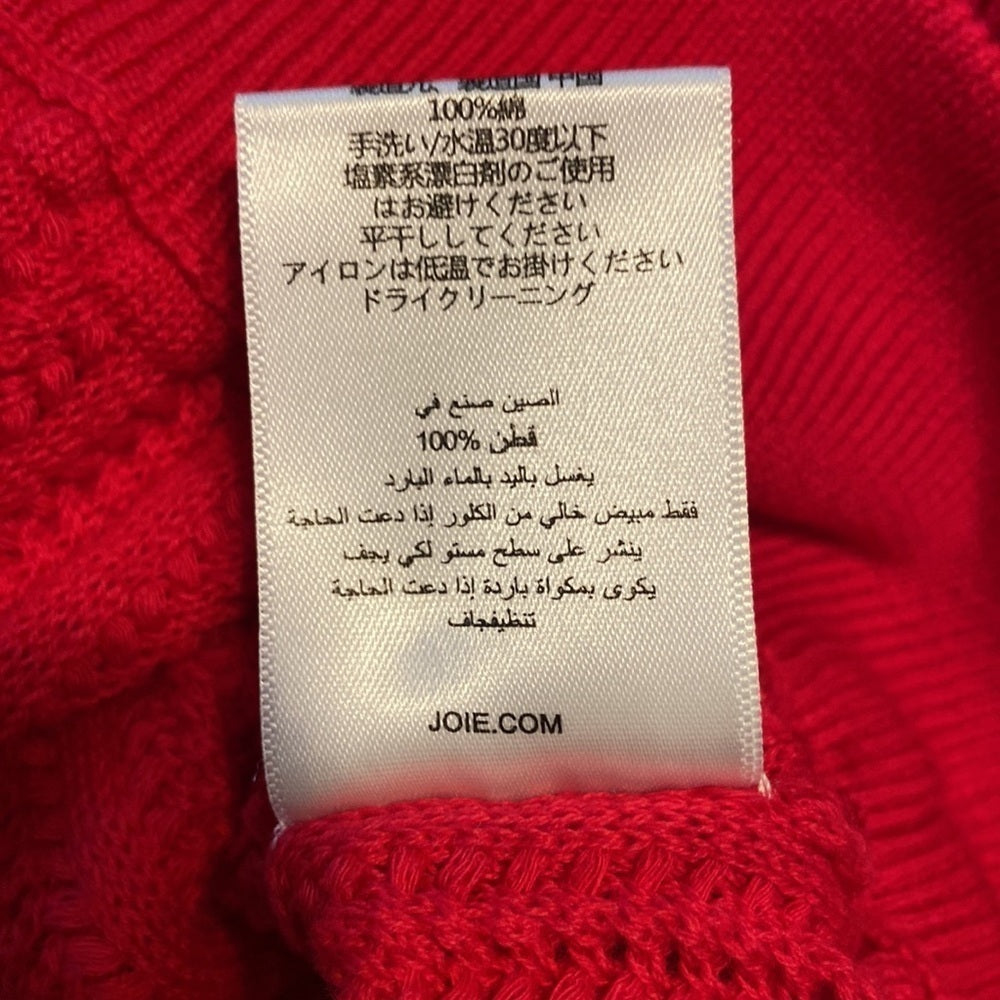 中国
100%綿
手洗い/水温30度以下
塩素系漂白剤のご使用
はお避けください
平干ししてください
アイロンは低温でお掛けください
ドライクリーニング
الصين صنع في
100% قطن
يغسل باليد بالماء البارد
فقط مبيض خالي من الكلور إذا دعت الحاجة
ينشر على سطح مستو لكي يجف
يكوى بمكواة باردة إذا دعت الحاجة
تنظيفجاف
JOIE.COM